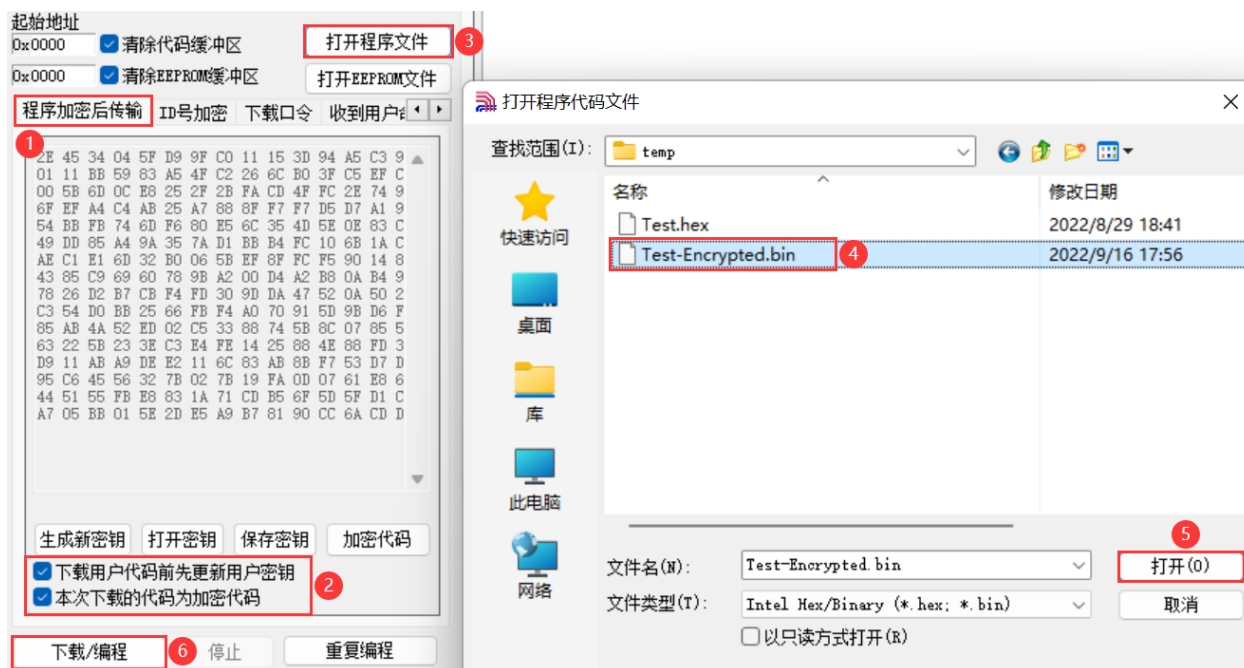 起始地址
0x0000 清除代码缓冲区 打开程序文件 3
0x0000 清除EEPROM缓冲区 打开EEPROM文件
程序加密后传输 ID号加密 下载口令 收到用户
1
2E 45 34 04 5F D9 9F C0 11 15 3D 94 A5 C3 9
01 11 BB 59 83 A5 4F C2 26 6C B0 3F C5 EF C
00 5B 6D 0C E8 25 2F 2B FA CD 4F FC 2E 74 9
6F EF A4 C4 AB 25 A7 88 8F F7 F7 D5 D7 A1 9
54 BB FB 74 6D F6 80 E5 6C 35 4D 5E 0E 83 C
49 DD 85 A4 9A 35 7A D1 BB B4 FC 10 6B 1A C
AE C1 E1 6D 32 B0 06 5B EF 8F FC F5 90 14 8
43 85 C9 69 60 78 9B A2 00 D4 A2 B8 0A B4 9
78 26 D2 B7 CB F4 FD 30 9D DA 47 52 0A 50 2
C3 54 D0 BB 25 66 FB F4 A0 70 91 5D 9B D6 F
85 AB 4A 52 ED 02 C5 33 88 74 5B 8C 07 85 5
63 22 5B 23 3E C3 E4 FE 14 25 88 4E 88 FD 3
D9 11 AB A9 DE E2 11 6C 83 AB 8B F7 53 D7 D
95 C6 45 56 32 7B 02 7B 19 FA 0D 07 61 E8 6
44 51 55 FB E8 83 1A 71 CD B5 6F 5D 5F D1 C
A7 05 BB 01 5E 2D E5 A9 B7 81 90 CC 6A CD D
生成新密钥 打开密钥 保存密钥 加密代码
下载用户代码前先更新用户密钥
本次下载的代码为加密代码
2
下载/编程 6 停止 重复编程
打开程序代码文件
查找范围(I): temp
名称 修改日期
Test.hex 2022/8/29 18:41
Test-Encrypted.bin 4 2022/9/16 17:56
快速访问
桌面
库
此电脑
网络
5
文件名(N): Test-Encrypted.bin 打开(O)
文件类型(T): Intel Hex/Binary (*.hex; *.bin) 取消
以只读方式打开(R)